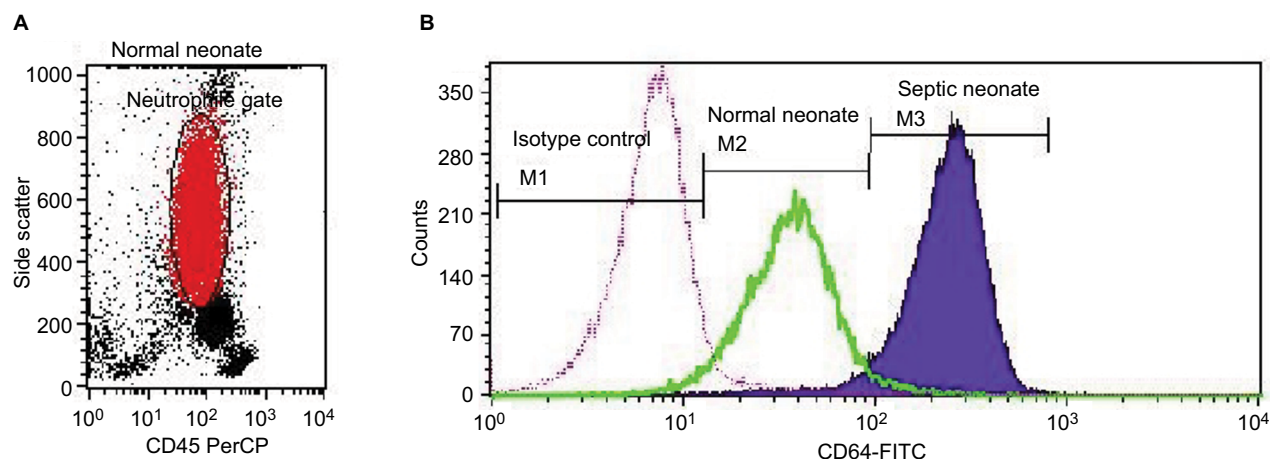 A
Normal neonate
Neutrophile gate
1000
800
600
400
200
0
Side scatter
10⁰ 10¹ 10² 10³ 10⁴
CD45 PerCP
B
Septic neonate
M3
Normal neonate
M2
Isotype control
M1
350
280
210
140
70
0
Counts
10⁰ 10¹ 10² 10³ 10⁴
CD64-FITC